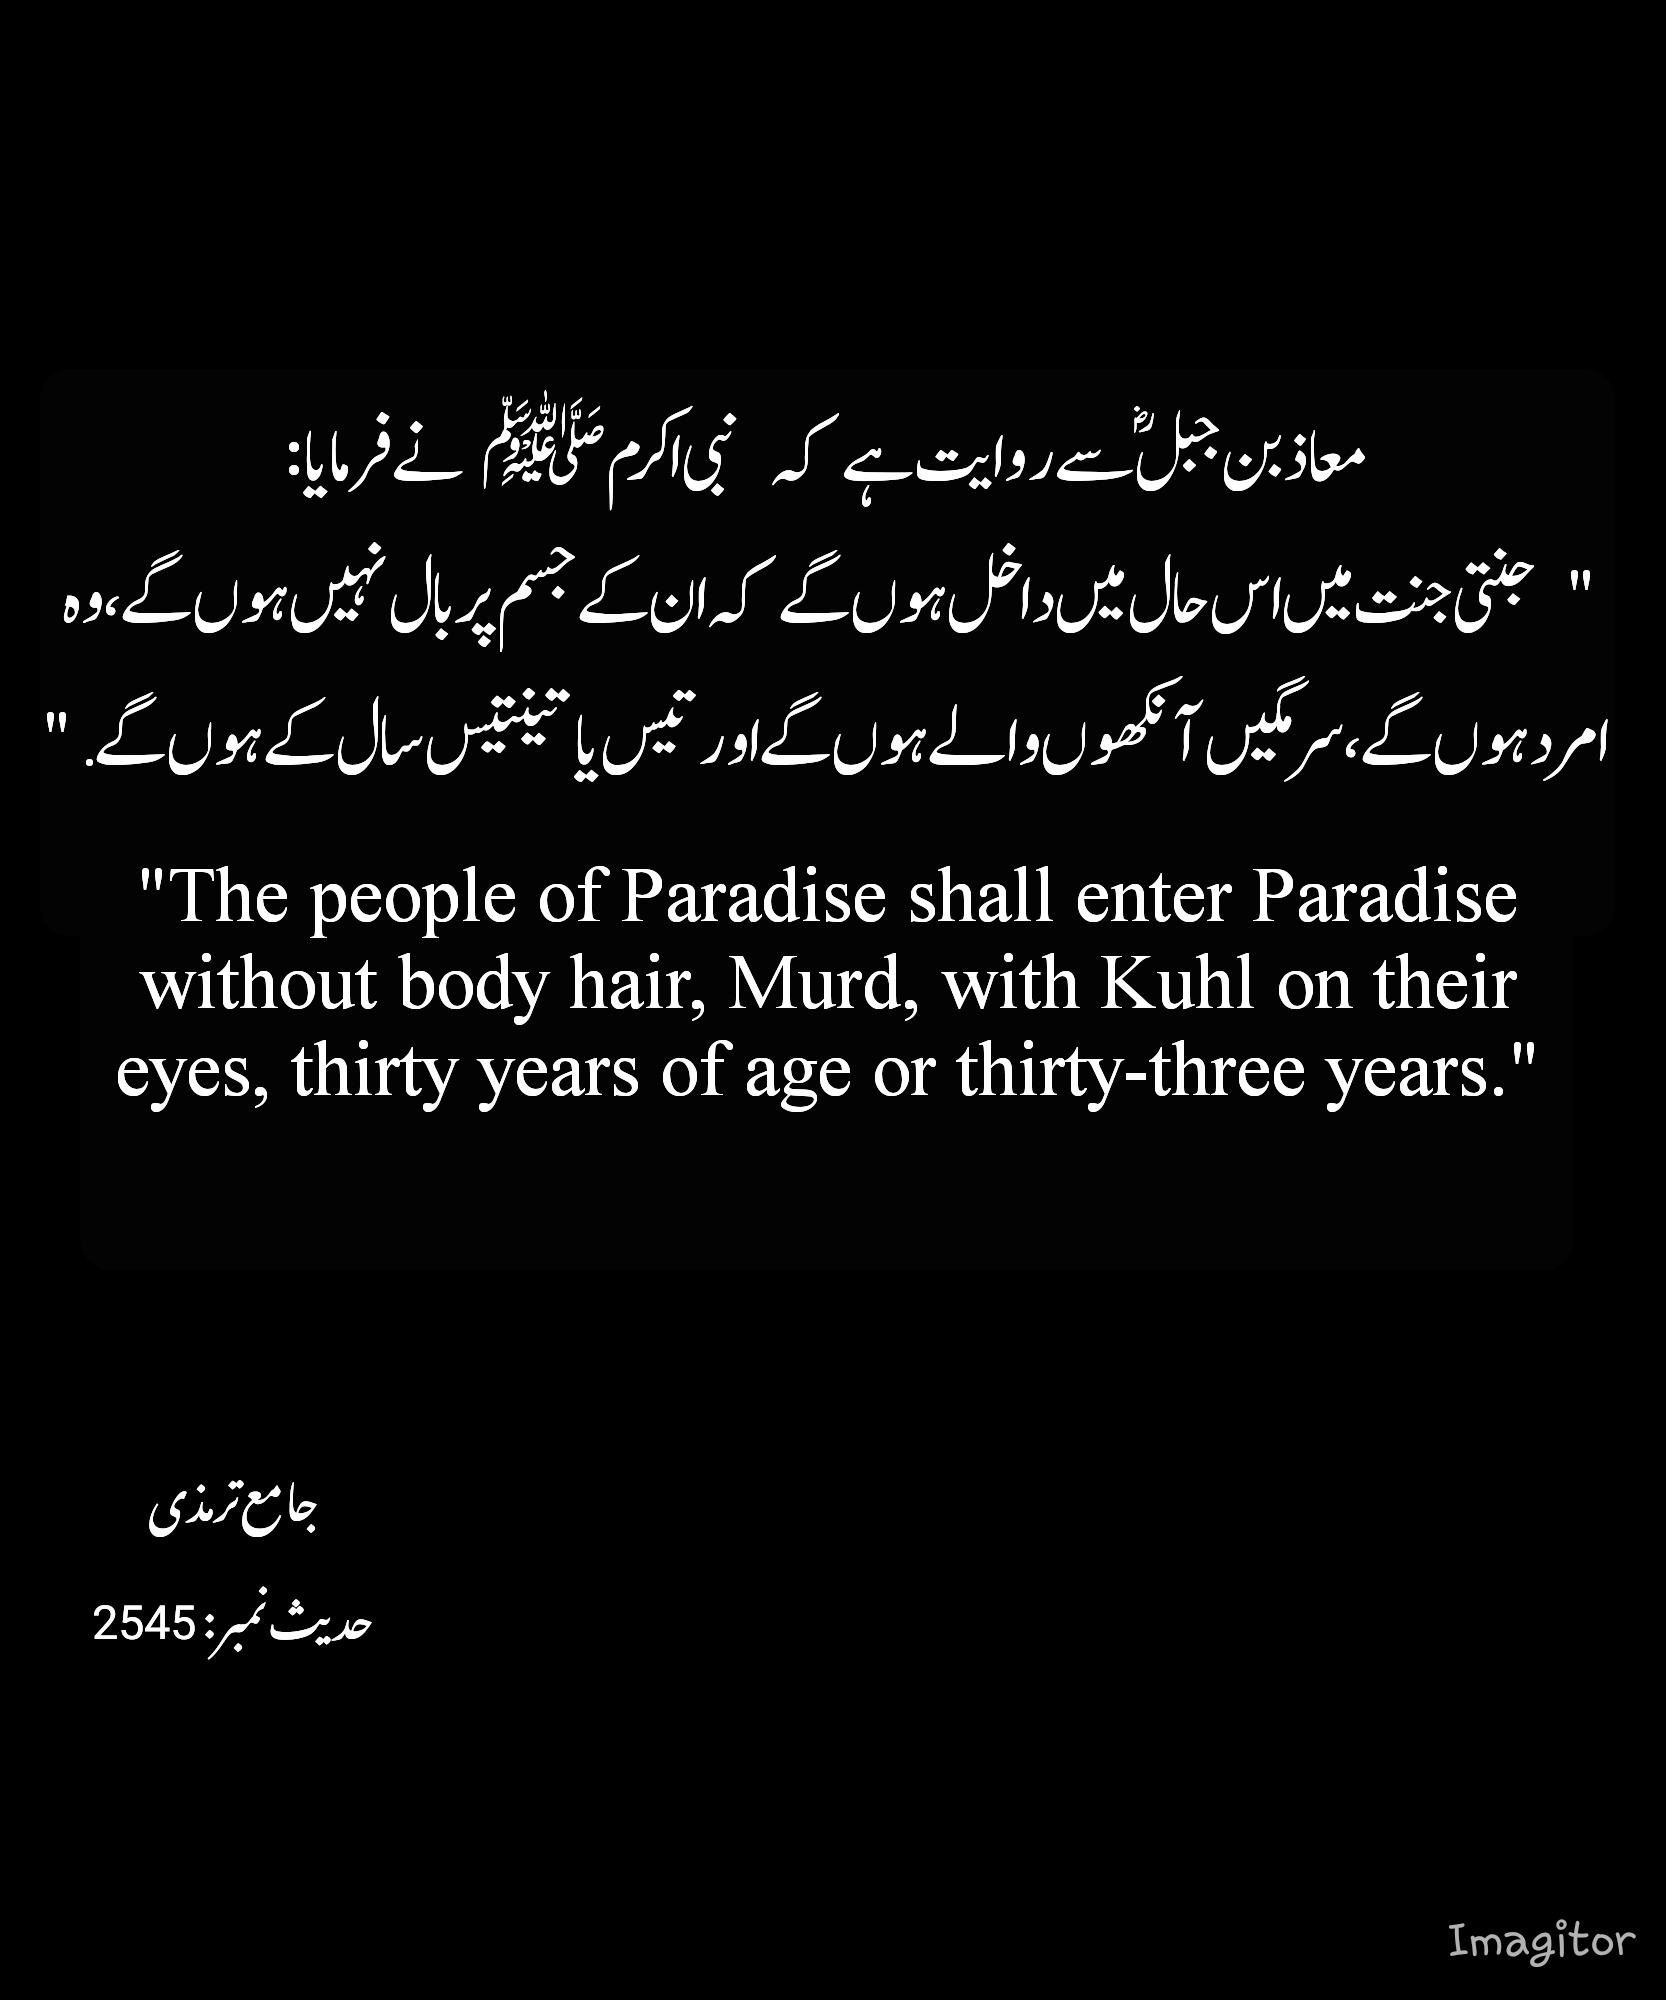 معاذ بن جبلؓ سے روایت ہے کہ نبی اکرم ﷺ نے فرمایا:
" جنتی جنت میں اس حال میں داخل ہوں گے کہ ان کے جسم پر بال نہیں ہوں گے، وہ
امرد ہوں گے، سرمگیں آنکھوں والے ہوں گے اور تیس یا تینتیس سال کے ہوں گے. "
"The people of Paradise shall enter Paradise
without body hair, Murd, with Kuhl on their
eyes, thirty years of age or thirty-three years."
جامع ترمذی
حدیث نمبر: 2545
Imagitor